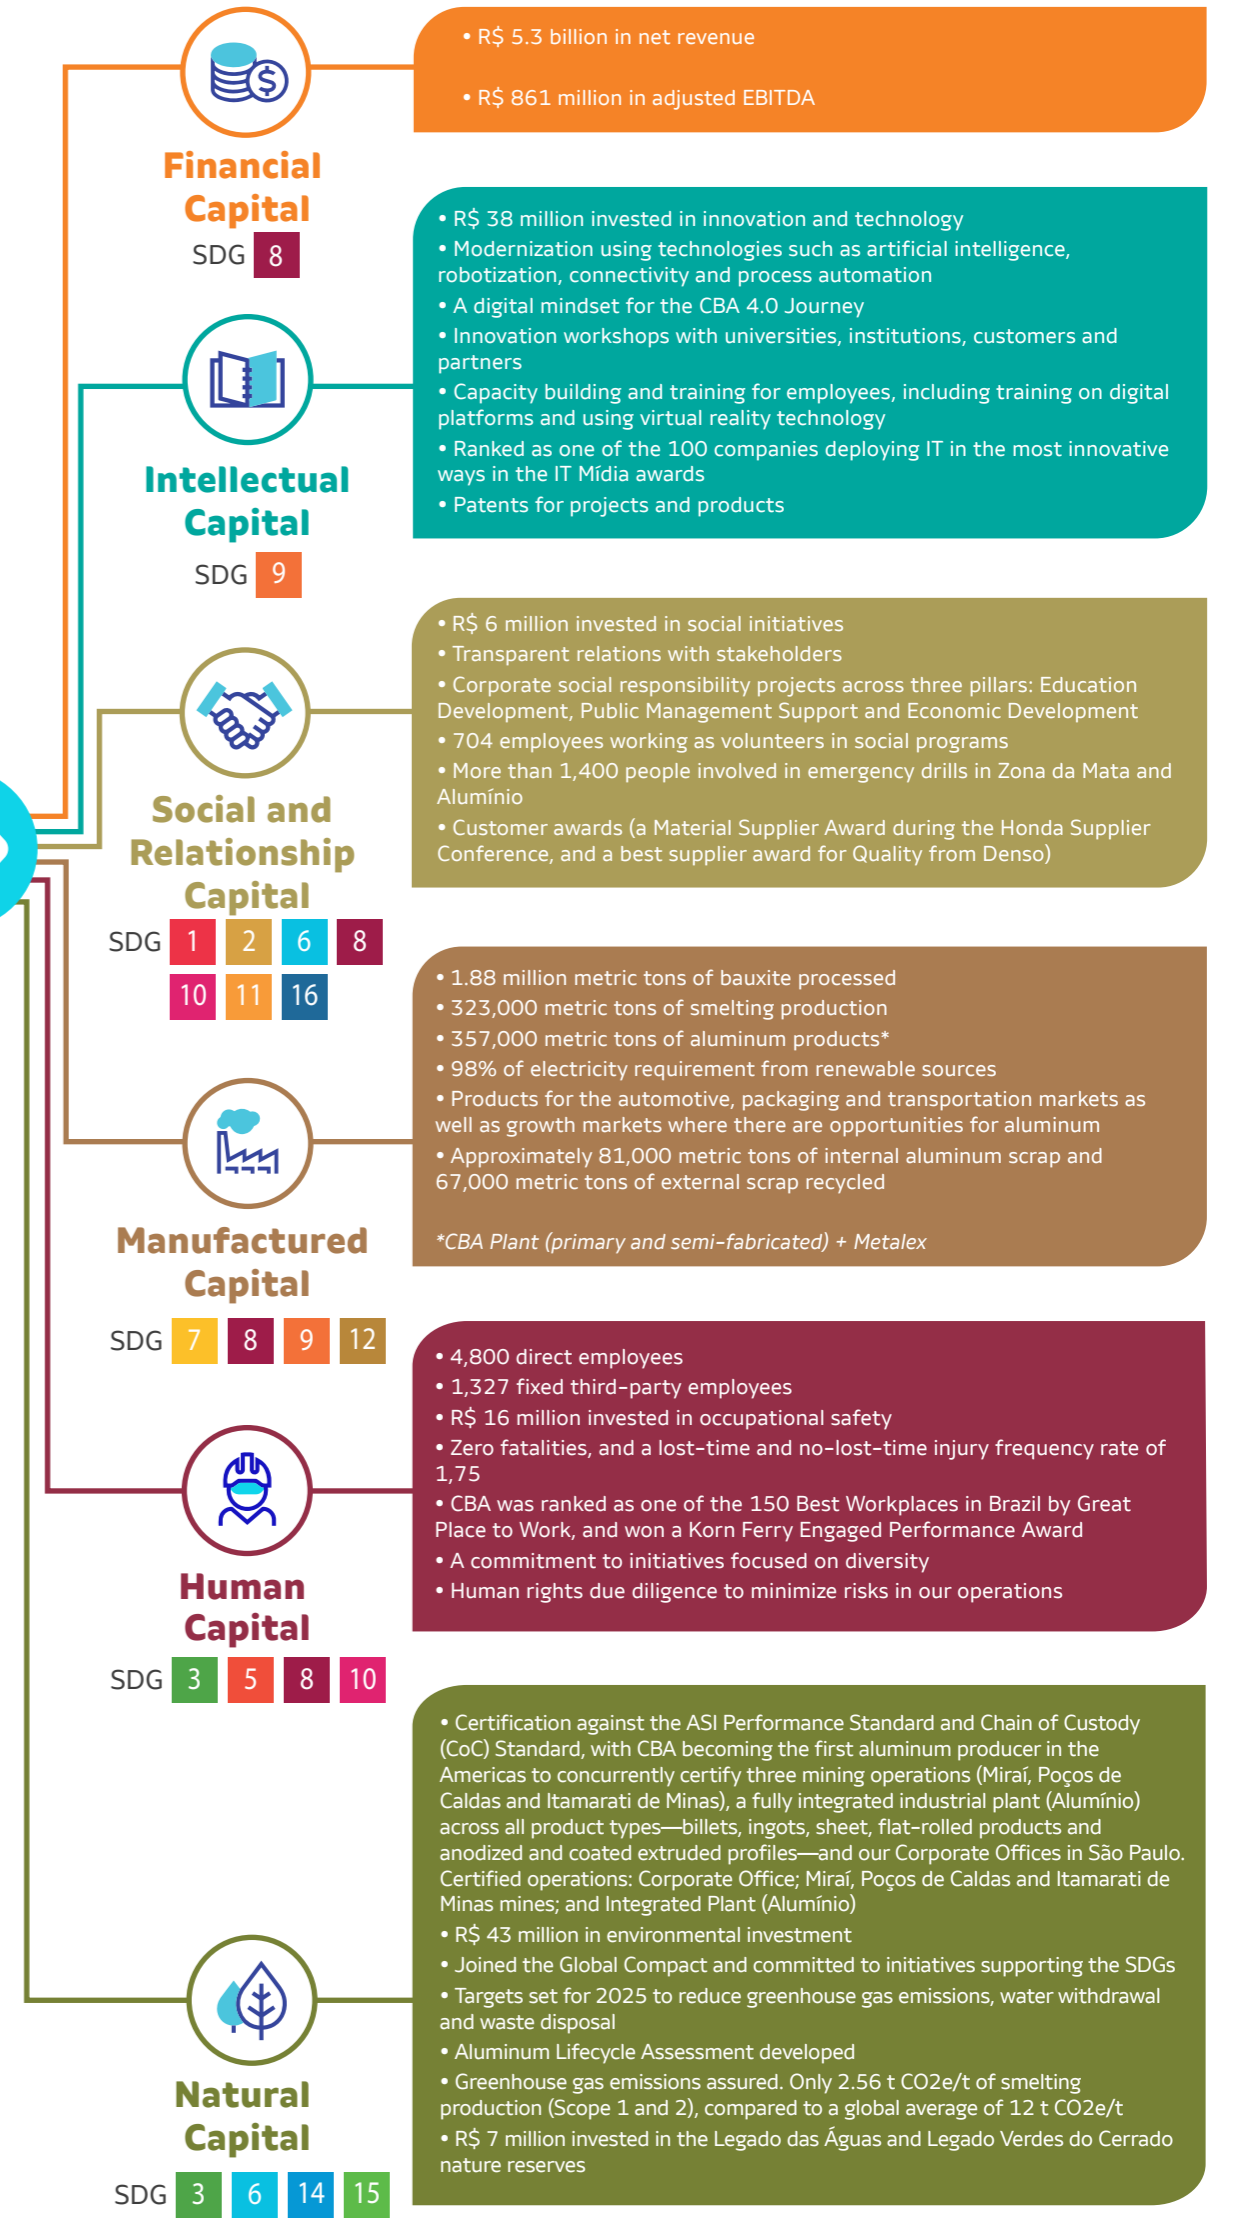 • R$ 5.3 billion in net revenue
• R$ 861 million in adjusted EBITDA
Financial
Capital
SDG 8
• R$ 38 million invested in innovation and technology
• Modernization using technologies such as artificial intelligence,
robotization, connectivity and process automation
• A digital mindset for the CBA 4.0 Journey
• Innovation workshops with universities, institutions, customers and
partners
• Capacity building and training for employees, including training on digital
platforms and using virtual reality technology
• Ranked as one of the 100 companies deploying IT in the most innovative
ways in the IT Mídia awards
• Patents for projects and products
Intellectual
Capital
SDG 9
• R$ 6 million invested in social initiatives
• Transparent relations with stakeholders
• Corporate social responsibility projects across three pillars: Education
Development, Public Management Support and Economic Development
• 704 employees working as volunteers in social programs
• More than 1,400 people involved in emergency drills in Zona da Mata and
Alumínio
• Customer awards (a Material Supplier Award during the Honda Supplier
Conference, and a best supplier award for Quality from Denso)
Social and
Relationship
Capital
SDG 1 2 6 8
10 11 16
• 1.88 million metric tons of bauxite processed
• 323,000 metric tons of smelting production
• 357,000 metric tons of aluminum products*
• 98% of electricity requirement from renewable sources
• Products for the automotive, packaging and transportation markets as
well as growth markets where there are opportunities for aluminum
• Approximately 81,000 metric tons of internal aluminum scrap and
67,000 metric tons of external scrap recycled
*CBA Plant (primary and semi-fabricated) + Metalex
Manufactured
Capital
SDG 7 8 9 12
• 4,800 direct employees
• 1,327 fixed third-party employees
• R$ 16 million invested in occupational safety
• Zero fatalities, and a lost-time and no-lost-time injury frequency rate of
1,75
• CBA was ranked as one of the 150 Best Workplaces in Brazil by Great
Place to Work, and won a Korn Ferry Engaged Performance Award
• A commitment to initiatives focused on diversity
• Human rights due diligence to minimize risks in our operations
Human
Capital
SDG 3 5 8 10
• Certification against the ASI Performance Standard and Chain of Custody
(CoC) Standard, with CBA becoming the first aluminum producer in the
Americas to concurrently certify three mining operations (Miraí, Poços de
Caldas and Itamarati de Minas), a fully integrated industrial plant (Alumínio)
across all product types—billets, ingots, sheet, flat-rolled products and
anodized and coated extruded profiles—and our Corporate Offices in São Paulo.
Certified operations: Corporate Office; Miraí, Poços de Caldas and Itamarati de
Minas mines; and Integrated Plant (Alumínio)
• R$ 43 million in environmental investment
• Joined the Global Compact and committed to initiatives supporting the SDGs
• Targets set for 2025 to reduce greenhouse gas emissions, water withdrawal
and waste disposal
• Aluminum Lifecycle Assessment developed
• Greenhouse gas emissions assured. Only 2.56 t CO2e/t of smelting
production (Scope 1 and 2), compared to a global average of 12 t CO2e/t
• R$ 7 million invested in the Legado das Águas and Legado Verdes do Cerrado
nature reserves
Natural
Capital
SDG 3 6 14 15